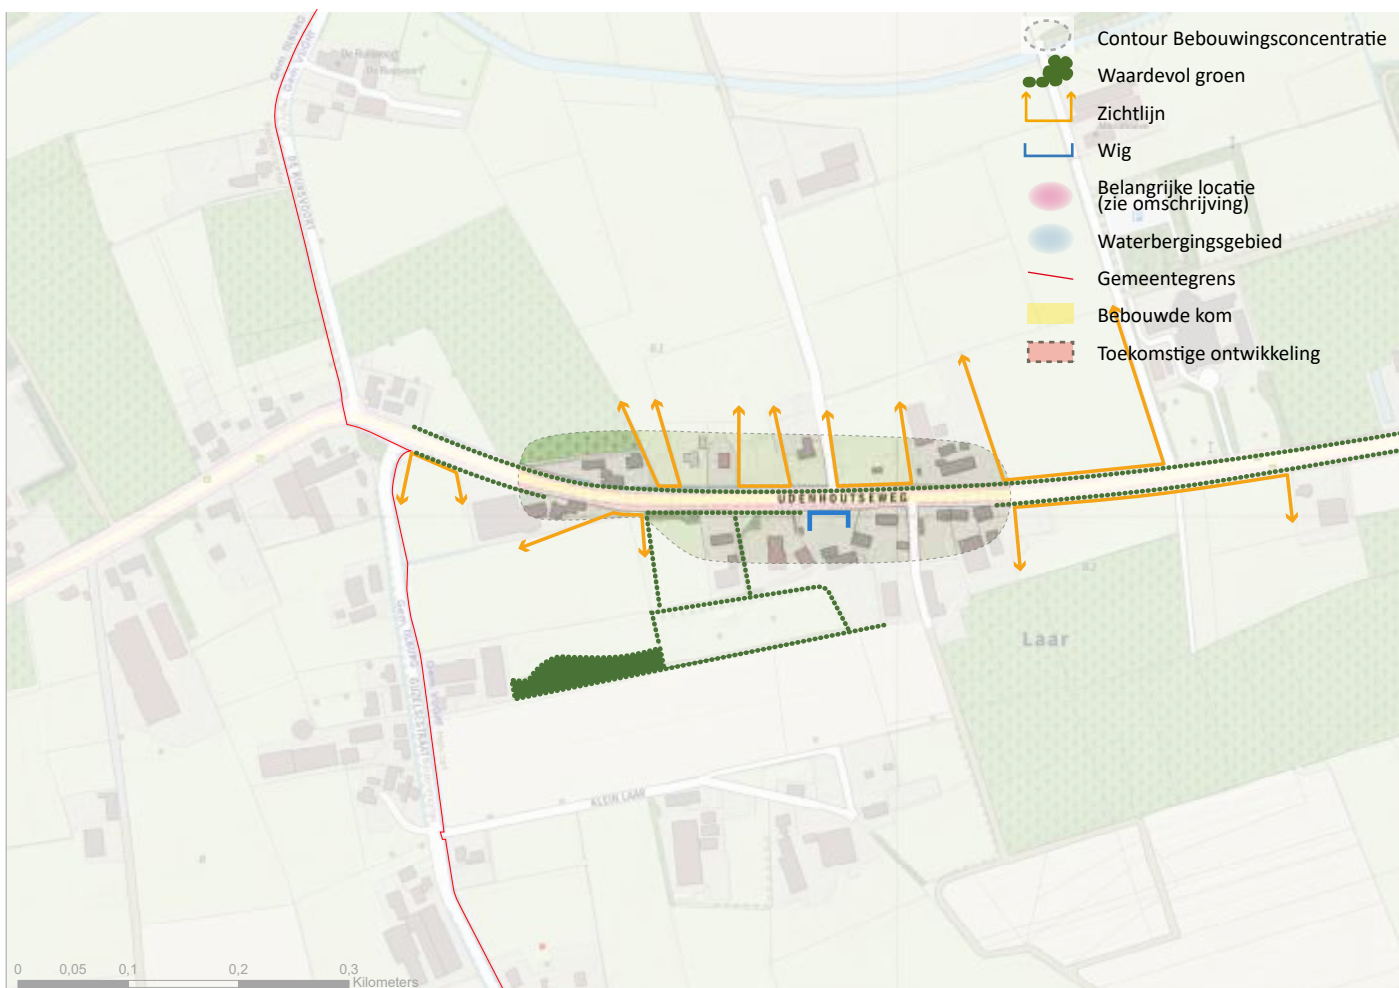 Contour Bebouwingsconcentratie
Waardevol groen
Zichtlijn
Wig
Belangrijke locatie
(zie omschrijving)
Waterbergingsgebied
Gemeentegrens
Bebouwde kom
Toekomstige ontwikkeling
UDENHOUTSEWEG
Laar
KLEIN LAAR
0 0,05 0,1 0,2 0,3
Kilometers